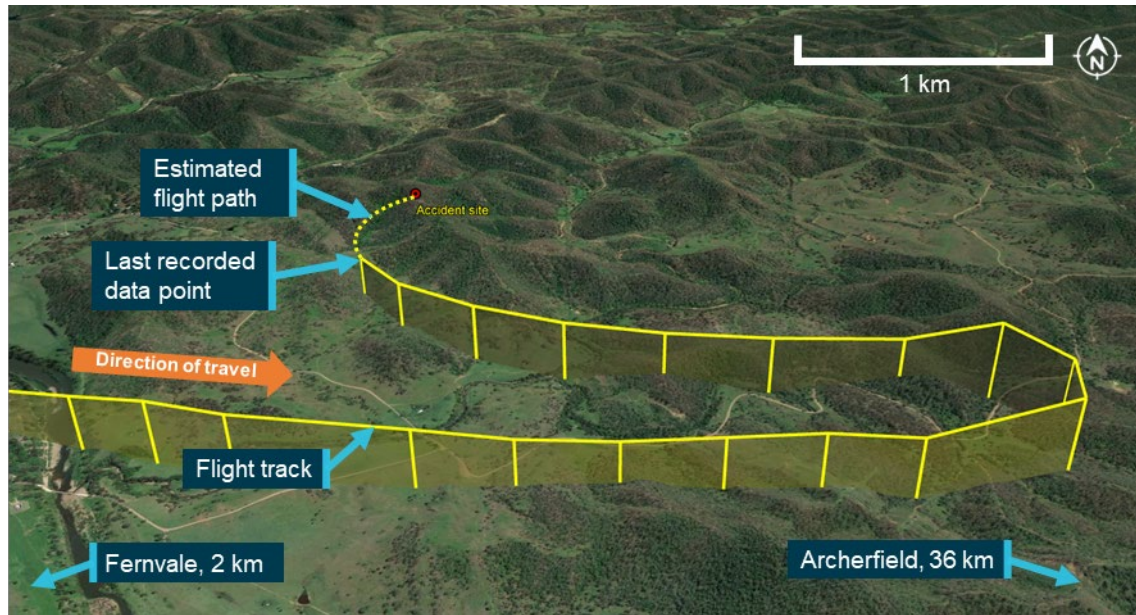 1 km
N
Estimated
flight path
Accident site
Last recorded
data point
Direction of travel
Flight track
Fernvale, 2 km
Archerfield, 36 km